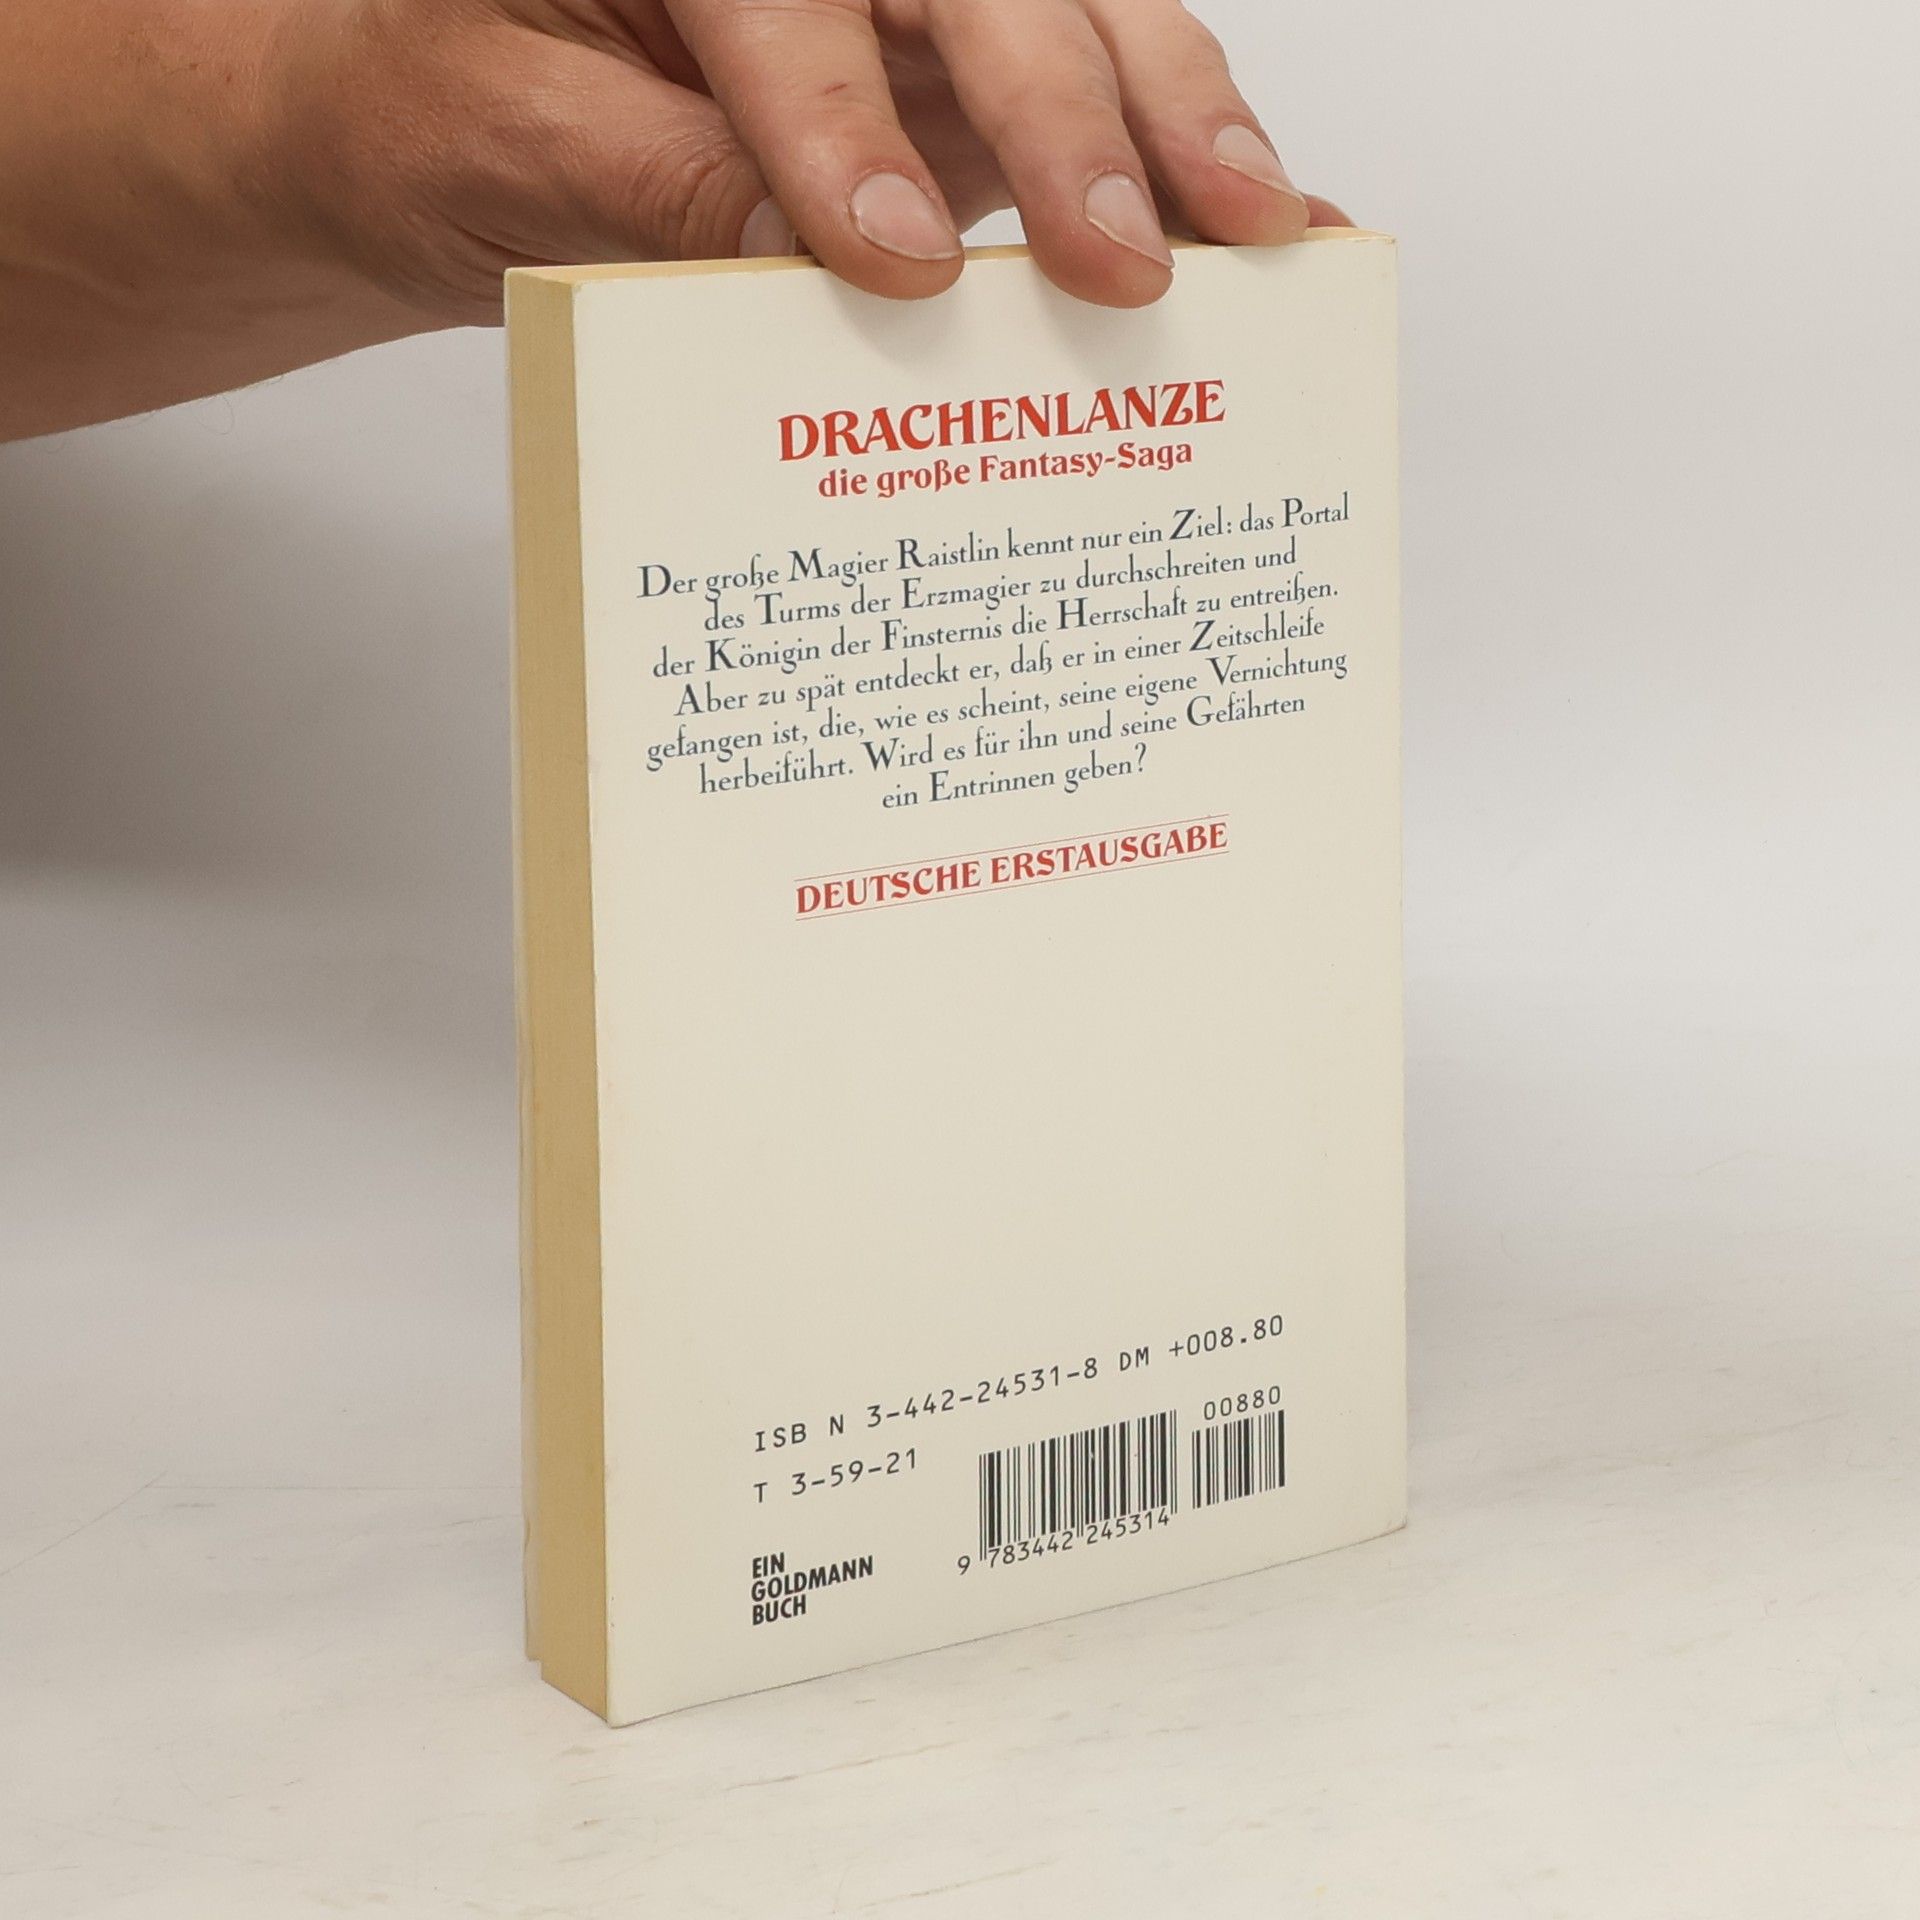 DRACHENLANZE
die große Fantasy-Saga
Der große Magier Raistlin kennt nur ein Ziel: das Portal
des Turms der Erzmagier zu durchschreiten und
der Königin der Finsternis die Herrschaft zu entreißen.
Aber zu spät entdeckt er, daß er in einer Zeitschleife
gefangen ist, die, wie es scheint, seine eigene Vernichtung
herbeiführt. Wird es für ihn und seine Gefährten
ein Entrinnen geben?
DEUTSCHE ERSTAUSGABE
ISB N 3-442-24531-8 DM +008.80
T 3-59-21
00880
9 783442 245314
EIN
GOLDMANN
BUCH